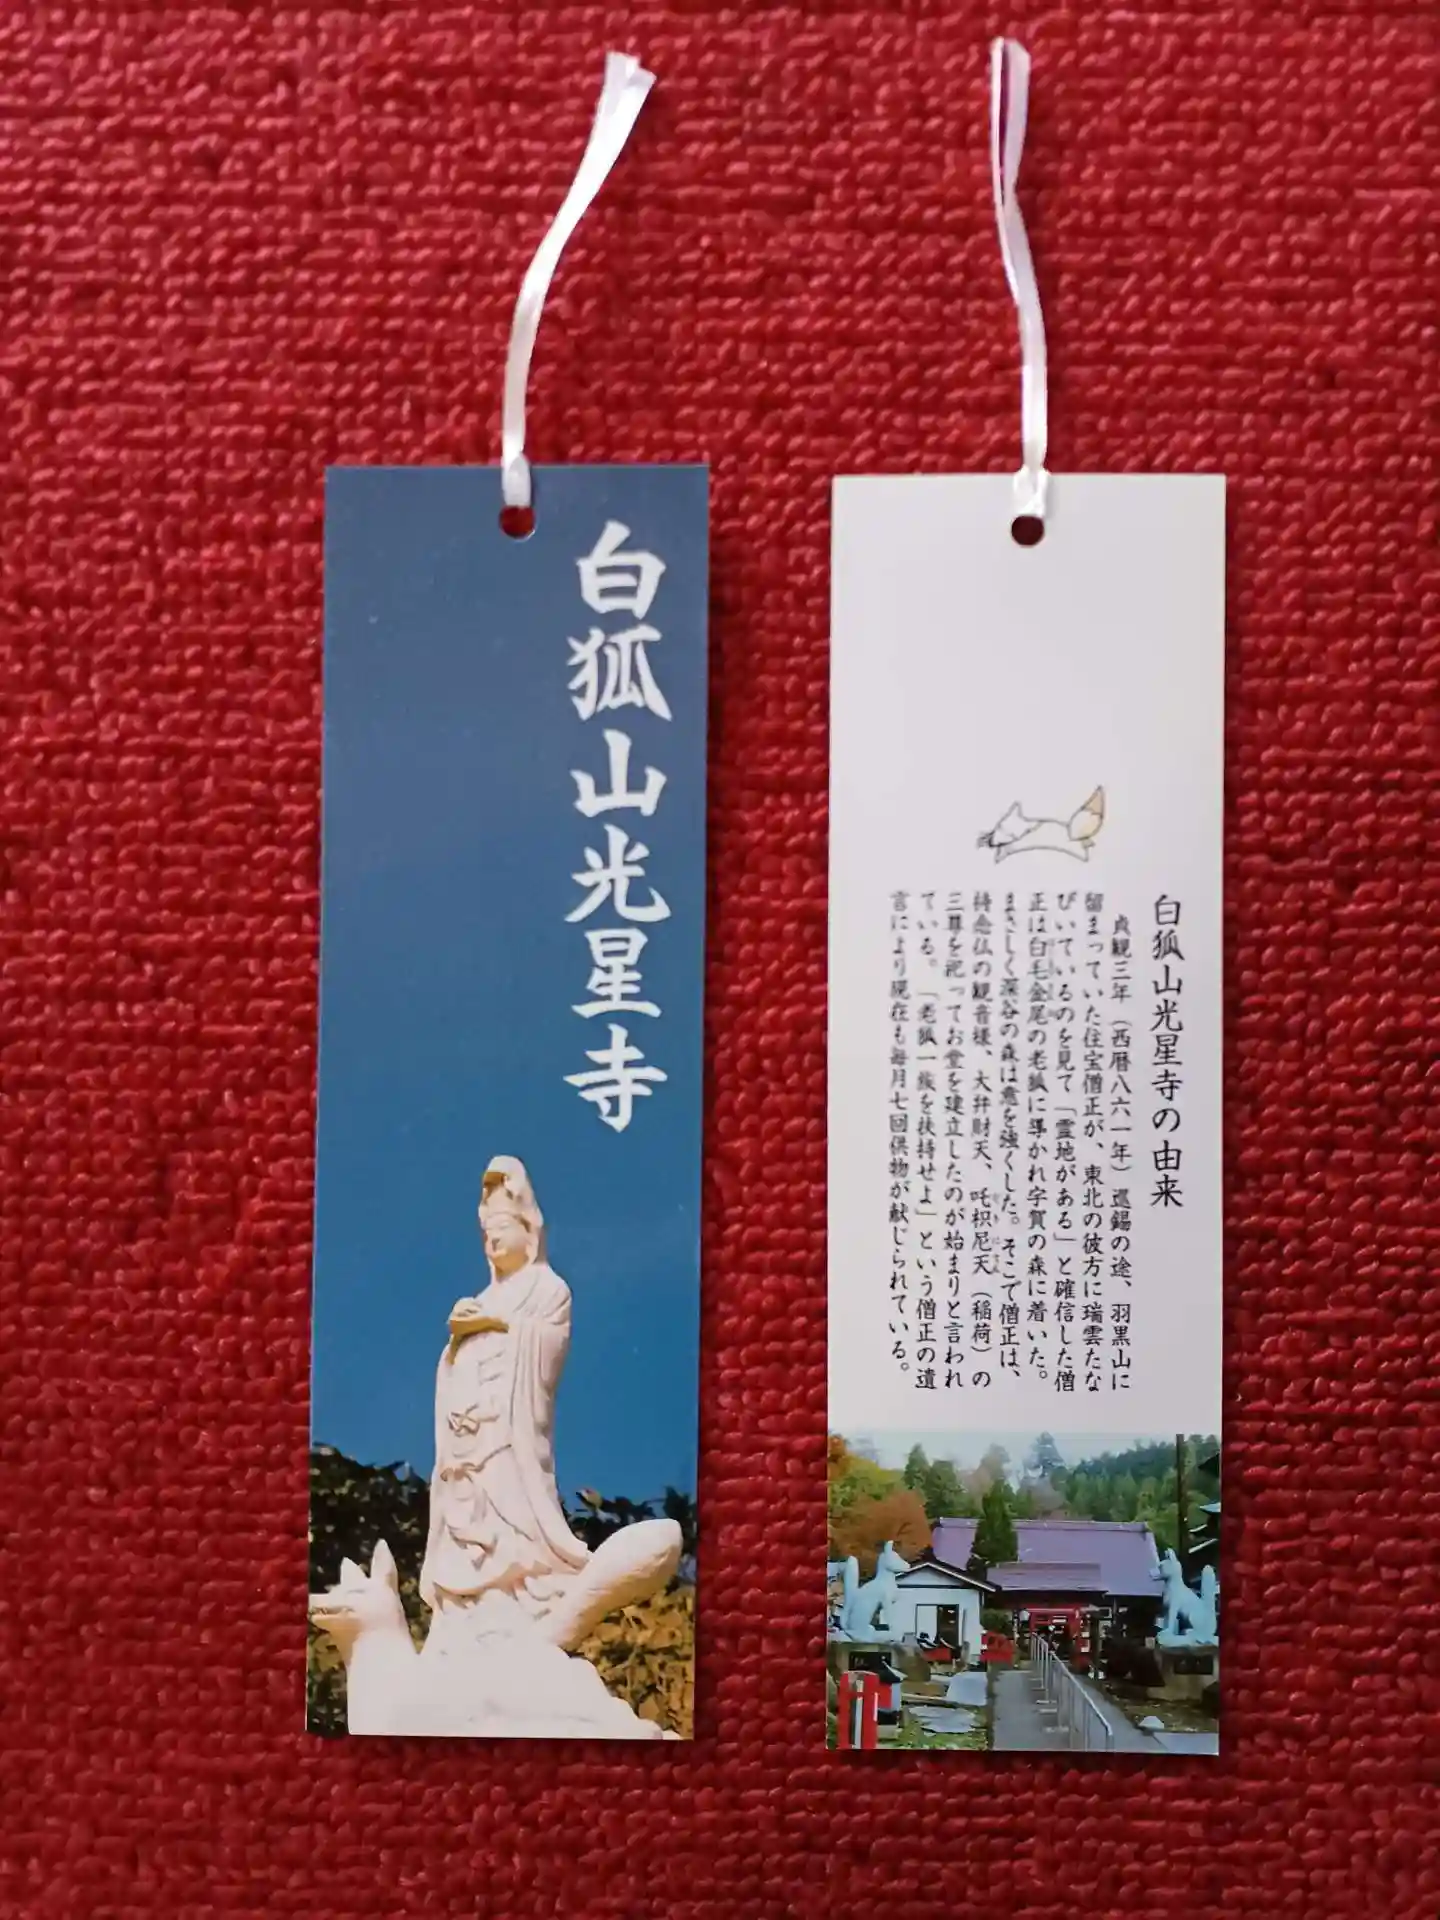 白狐山光星寺
白狐山光星寺の由来
貞観三年（西暦八六一年）巡錫の途、羽黒山に
留まっていた住宝僧正が、東北の彼方に瑞雲たな
びいているのを見て「霊地がある」と確信した僧
正は白毛金尾の老狐に導かれ宇賀の森に着いた。
まさしく深谷の森は意を強くした。そこで僧正は、
持念仏の観音様、大弁財天、吒枳尼天（稲荷）の
三尊を祀ってお堂を建立したのが始まりと言われ
ている。「老狐一族を扶持せよ」という僧正の遺
言により現在も毎月七回供物が献じられている。